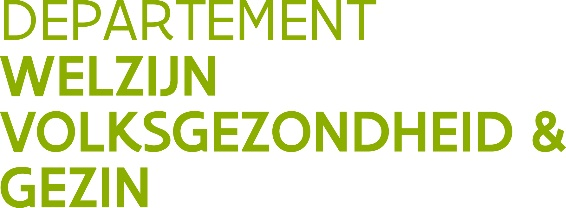 DEPARTEMENT
WELZIJN
VOLKSGEZONDHEID &
GEZIN